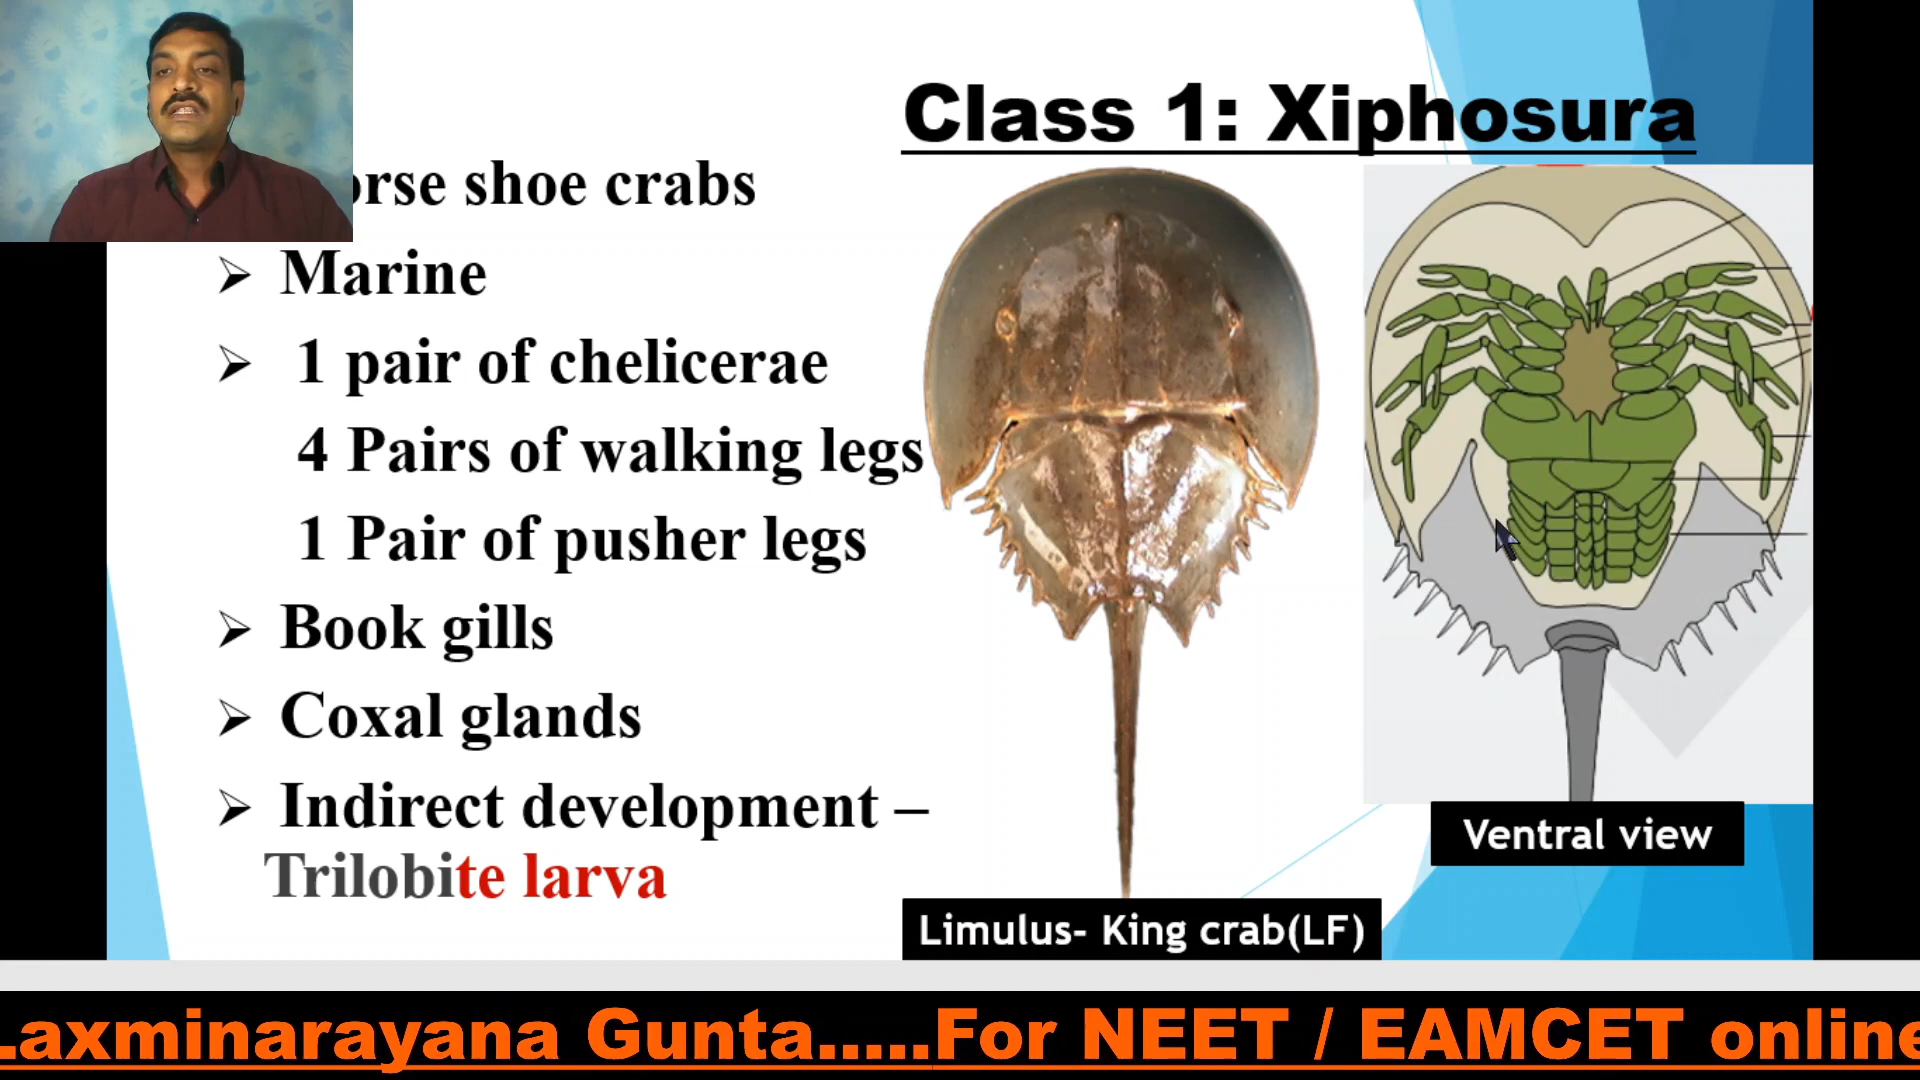 Class 1: Xiphosura
orse shoe crabs
➢ Marine
➢ 1 pair of chelicerae
4 Pairs of walking legs
1 Pair of pusher legs
➢ Book gills
➢ Coxal glands
➢ Indirect development –
Trilobite larva
Ventral view
Limulus- King crab(LF)
axminarayana Gunta.....For NEET / EAMCET online